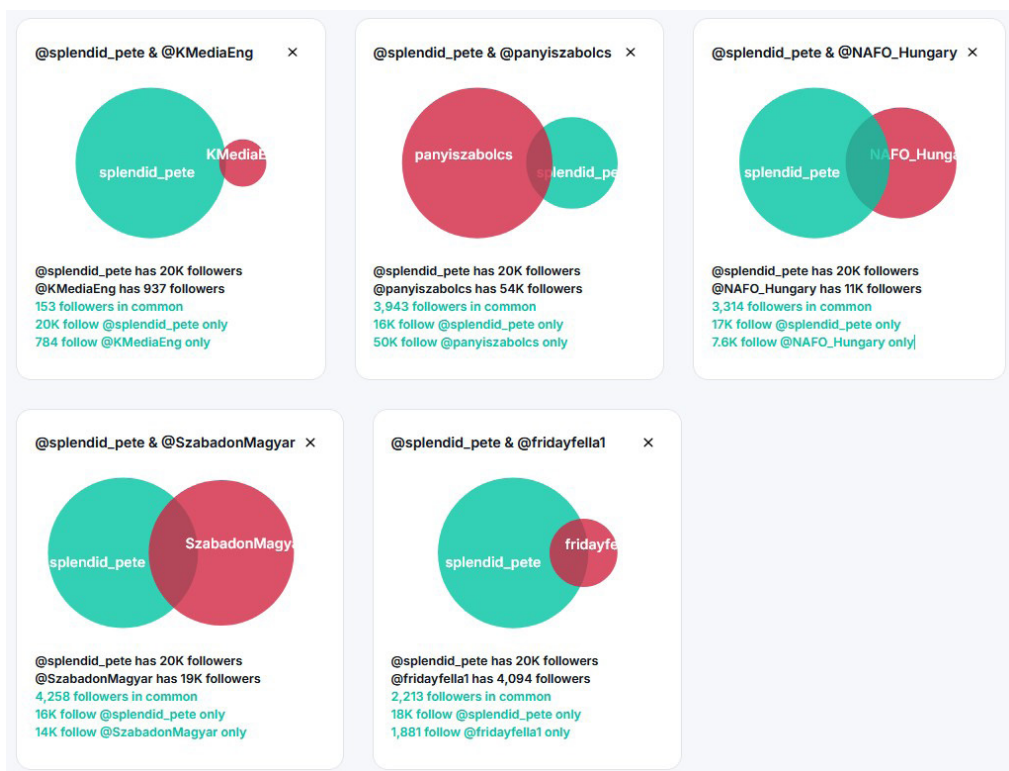 @splendid_pete & @KMediaEng ×
splendid_pete
KMediaE
@splendid_pete has 20K followers
@KMediaEng has 937 followers
153 followers in common
20K follow @splendid_pete only
784 follow @KMediaEng only
@splendid_pete & @panyiszabolcs ×
panyiszabolcs
splendid_pe
@splendid_pete has 20K followers
@panyiszabolcs has 54K followers
3,943 followers in common
16K follow @splendid_pete only
50K follow @panyiszabolcs only
@splendid_pete & @NAFO_Hungary ×
splendid_pete
NAFO_Hunga
@splendid_pete has 20K followers
@NAFO_Hungary has 11K followers
3,314 followers in common
17K follow @splendid_pete only
7.6K follow @NAFO_Hungary only
@splendid_pete & @SzabadonMagyar ×
splendid_pete
SzabadonMagya
@splendid_pete has 20K followers
@SzabadonMagyar has 19K followers
4,258 followers in common
16K follow @splendid_pete only
14K follow @SzabadonMagyar only
@splendid_pete & @fridayfella1 ×
splendid_pete
fridayfe
@splendid_pete has 20K followers
@fridayfella1 has 4,094 followers
2,213 followers in common
18K follow @splendid_pete only
1,881 follow @fridayfella1 only